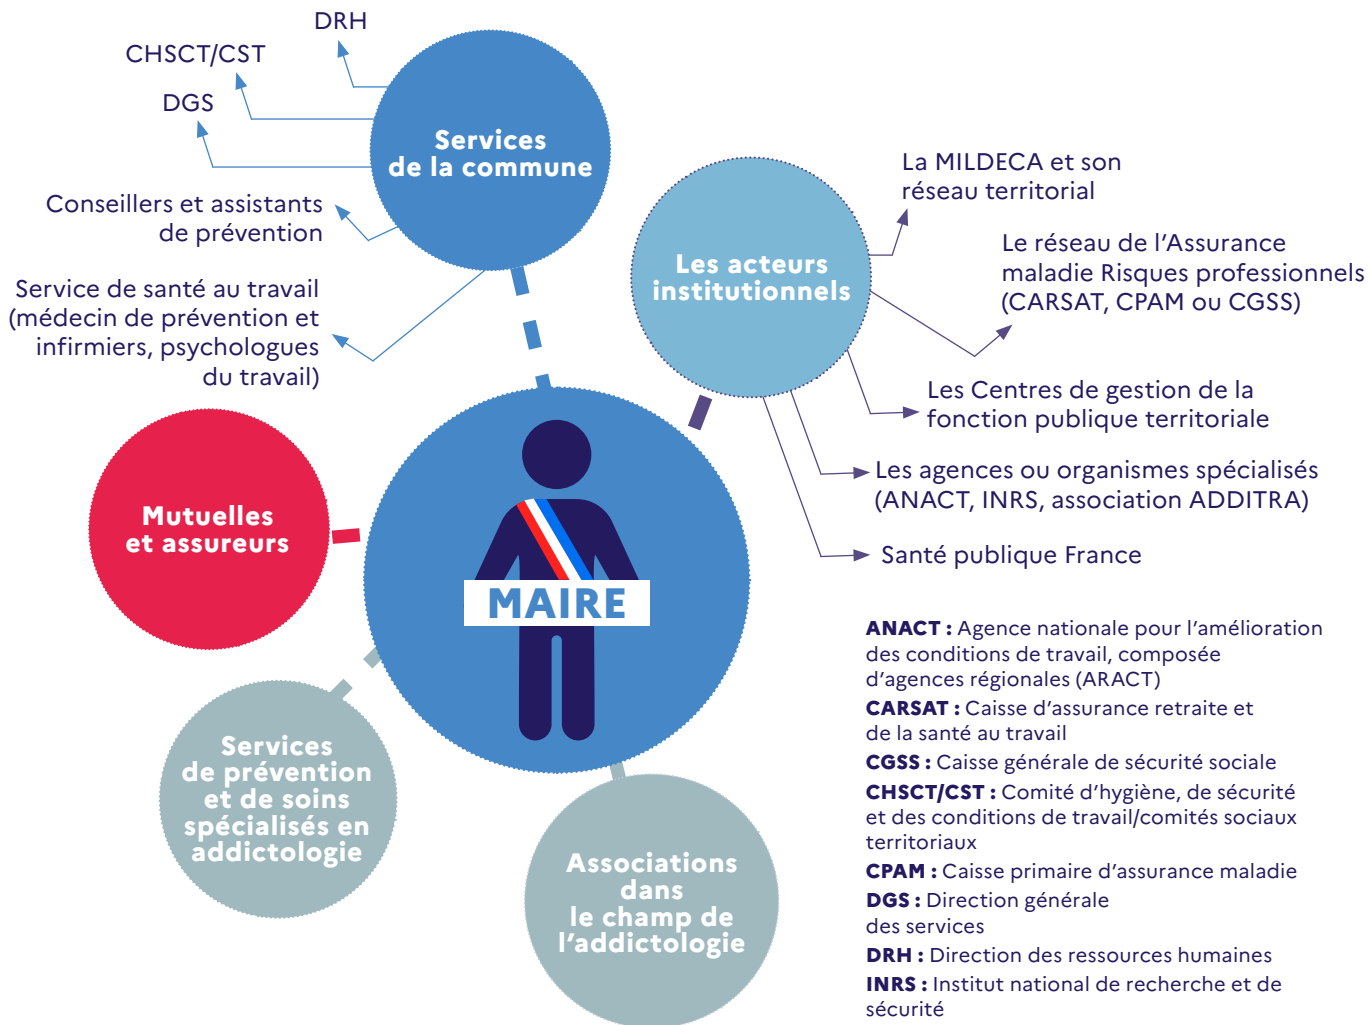 DRH
CHSCT/CST
DGS
Services
de la commune
Conseillers et assistants
de prévention
Service de santé au travail
(médecin de prévention et
infirmiers, psychologues
du travail)
Les acteurs
institutionnels
La MILDECA et son
réseau territorial
Le réseau de l'Assurance
maladie Risques professionnels
(CARSAT, CPAM ou CGSS)
Les Centres de gestion de la
fonction publique territoriale
Les agences ou organismes spécialisés
(ANACT, INRS, association ADDITRA)
Santé publique France
Mutuelles
et assureurs
MAIRE
Services
de prévention
et de soins
spécialisés en
addictologie
Associations
dans
le champ de
l'addictologie
ANACT : Agence nationale pour l'amélioration
des conditions de travail, composée
d'agences régionales (ARACT)
CARSAT : Caisse d'assurance retraite et
de la santé au travail
CGSS : Caisse générale de sécurité sociale
CHSCT/CST : Comité d'hygiène, de sécurité
et des conditions de travail/comités sociaux
territoriaux
CPAM : Caisse primaire d'assurance maladie
DGS : Direction générale
des services
DRH : Direction des ressources humaines
INRS : Institut national de recherche et de
sécurité